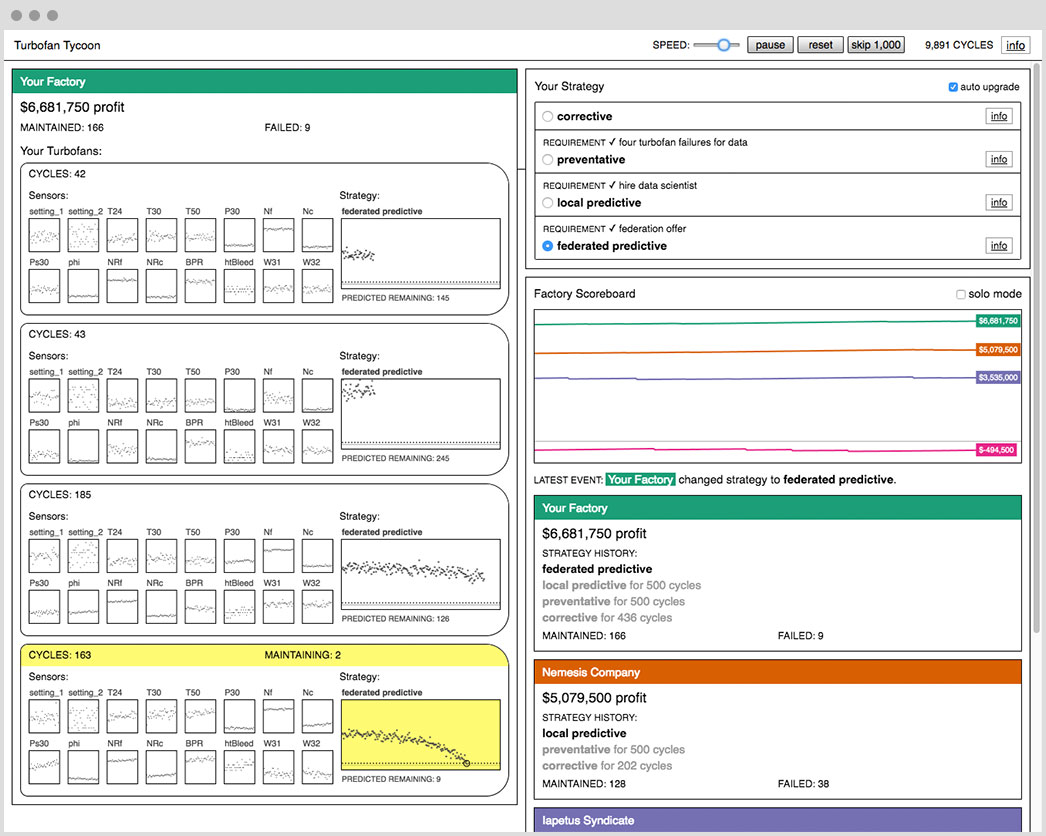 Turbofan Tycoon
SPEED: pause reset skip 1,000 9,891 CYCLES info
Your Factory
$6,681,750 profit
MAINTAINED: 166 FAILED: 9
Your Turbofans:
CYCLES: 42
Sensors: Strategy:
setting_1 setting_2 T24 T30 T50 P30 Nf Nc federated predictive
Ps30 phi NRf NRc BPR htBleed W31 W32
PREDICTED REMAINING: 145
CYCLES: 43
Sensors: Strategy:
setting_1 setting_2 T24 T30 T50 P30 Nf Nc federated predictive
Ps30 phi NRf NRc BPR htBleed W31 W32
PREDICTED REMAINING: 245
CYCLES: 185
Sensors: Strategy:
setting_1 setting_2 T24 T30 T50 P30 Nf Nc federated predictive
Ps30 phi NRf NRc BPR htBleed W31 W32
PREDICTED REMAINING: 126
CYCLES: 163 MAINTAINING: 2
Sensors: Strategy:
setting_1 setting_2 T24 T30 T50 P30 Nf Nc federated predictive
Ps30 phi NRf NRc BPR htBleed W31 W32
PREDICTED REMAINING: 9
Your Strategy auto upgrade
corrective info
REQUIREMENT ✓ four turbofan failures for data
preventative info
REQUIREMENT ✓ hire data scientist
local predictive info
REQUIREMENT ✓ federation offer
federated predictive info
Factory Scoreboard solo mode
$6,681,750
$5,079,500
$3,535,000
$-494,500
LATEST EVENT: Your Factory changed strategy to federated predictive.
Your Factory
$6,681,750 profit
STRATEGY HISTORY:
federated predictive
local predictive for 500 cycles
preventative for 500 cycles
corrective for 436 cycles
MAINTAINED: 166 FAILED: 9
Nemesis Company
$5,079,500 profit
STRATEGY HISTORY:
local predictive
preventative for 500 cycles
corrective for 202 cycles
MAINTAINED: 128 FAILED: 38
Iapetus Syndicate